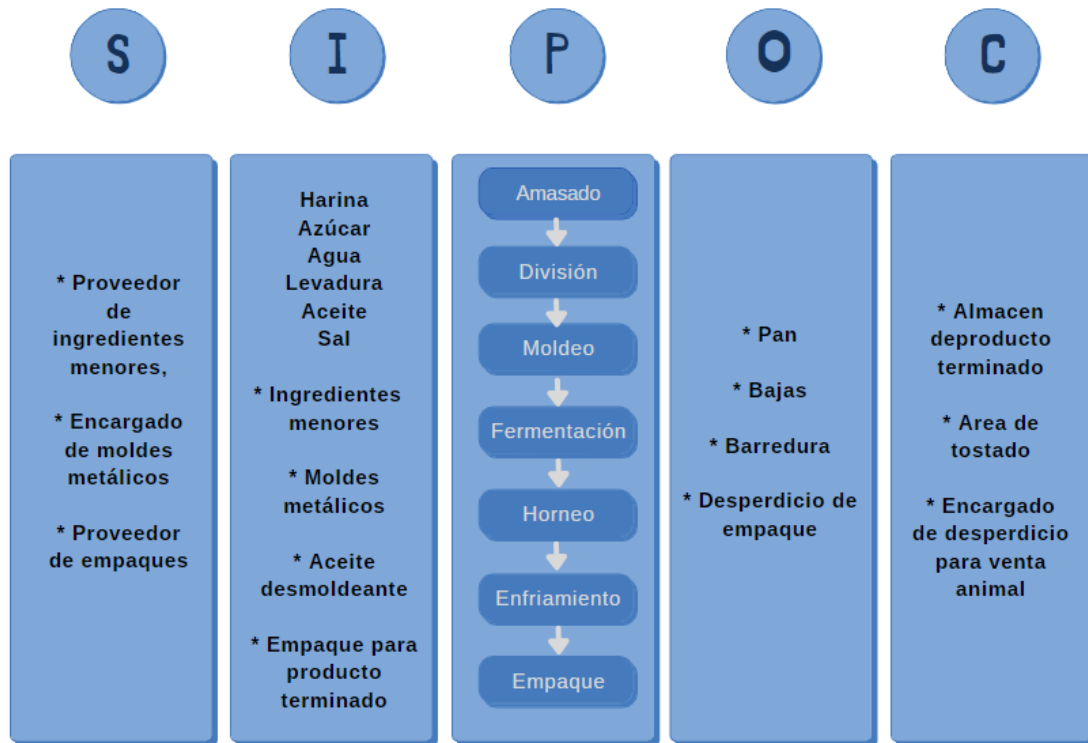 S
I
P
O
C
* Proveedor
de
ingredientes
menores,
* Encargado
de moldes
metálicos
* Proveedor
de empaques
Harina
Azúcar
Agua
Levadura
Aceite
Sal
* Ingredientes
menores
* Moldes
metálicos
* Aceite
desmoldeante
* Empaque para
producto
terminado
Amasado
División
Moldeo
Fermentación
Horneo
Enfriamiento
Empaque
* Pan
* Bajas
* Barredura
* Desperdicio de
empaque
* Almacen
deproducto
terminado
* Area de
tostado
* Encargado
de desperdicio
para venta
animal